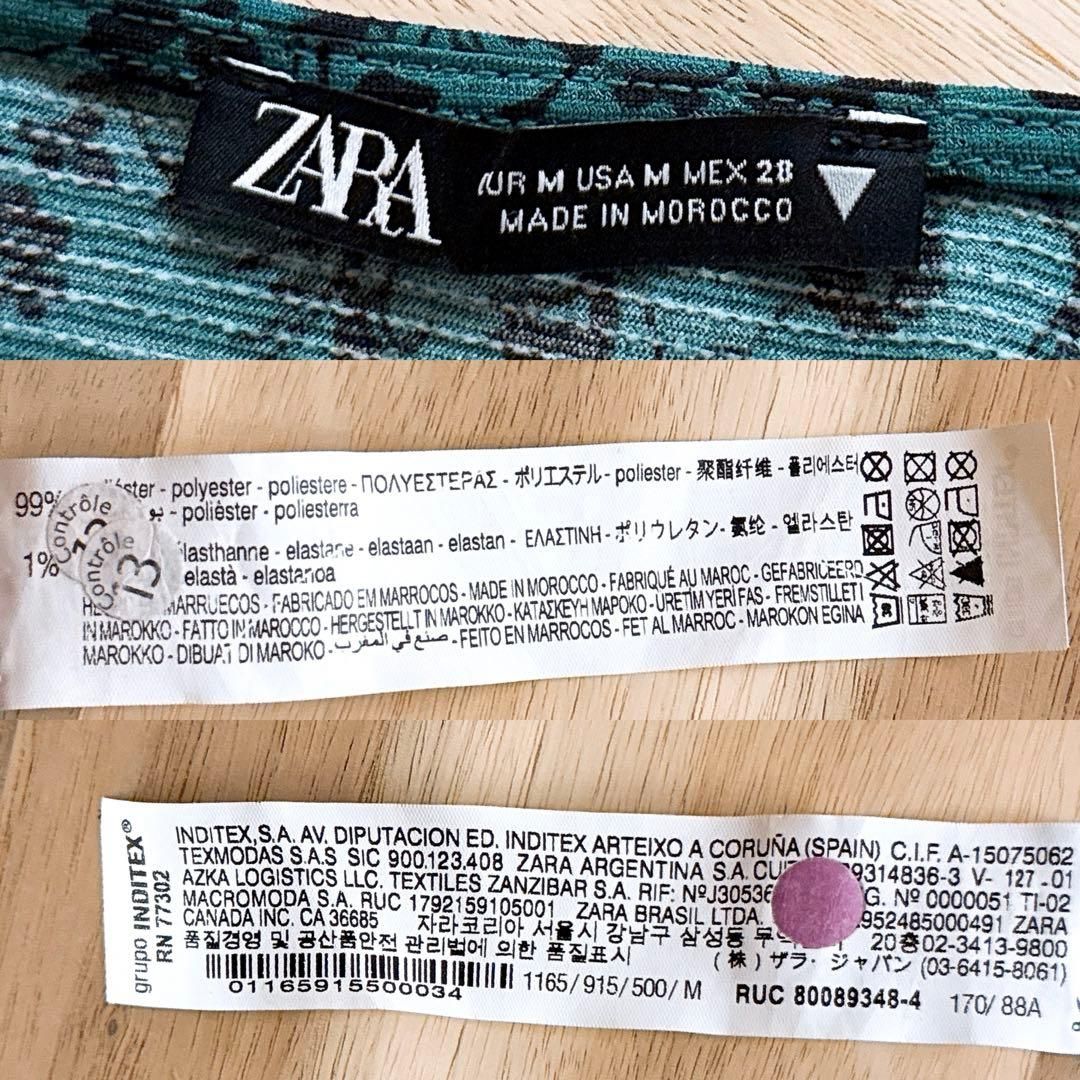 ZARA
EUR M USA M MEX 28
MADE IN MOROCCO
99% polyester - poliestere - ΠΟΛΥΕΣΤΕΡΑΣ - ポリエステル - poliester - 聚酯纤维 - 폴리에스터
- poliêster - poliesterra
1% elasthanne - elastane - elastaan - elastan - ΕΛΑΣΤΙΝΗ - ポリウレタン - 氨纶 - 엘라스탄
elastà - elastanoa
MARRUECOS - FABRICADO EM MARROCOS - MADE IN MOROCCO - FABRIQUÉ AU MAROC - GEFABRICEERD
IN MAROKKO - FATTO IN MAROCCO - HERGESTELLT IN MAROKKO - ΚΑΤΑΣΚΕΥΗ ΜΑΡΟΚΟ - URETIM YERI FAS - FREMSTILLET I
MAROKKO - DIBUAT DI MAROKO - صنع في المغرب - FEITO EN MARROCOS - FET AL MARROC - MAROKON EGINA
Contrôle
Contrôle
13
grupo INDITEX®
RN 77302
INDITEX,S.A. AV. DIPUTACION ED. INDITEX ARTEIXO A CORUÑA (SPAIN) C.I.F. A-15075062
TEXMODAS S.A.S SIC 900.123.408 ZARA ARGENTINA S.A. 9314836-3 V- 127 -01
AZKA LOGISTICS LLC. TEXTILES ZANZIBAR S.A. RIF: Nº G. Nº 0000051 TI-02
MACROMODA S.A. RUC 1792159105001 ZARA BRASIL LTDA. 952485000491 ZARA
CANADA INC. CA 36685 자라코리아 서울시 강남구 삼성동 20층02-3413-9800
품질경영 및 공산품안전 관리법에 의한 품질표시 (株) ザラ・ジャパン (03-6415-8061)
01165915500034 1165/915/500/M RUC 80089348-4 170/88A